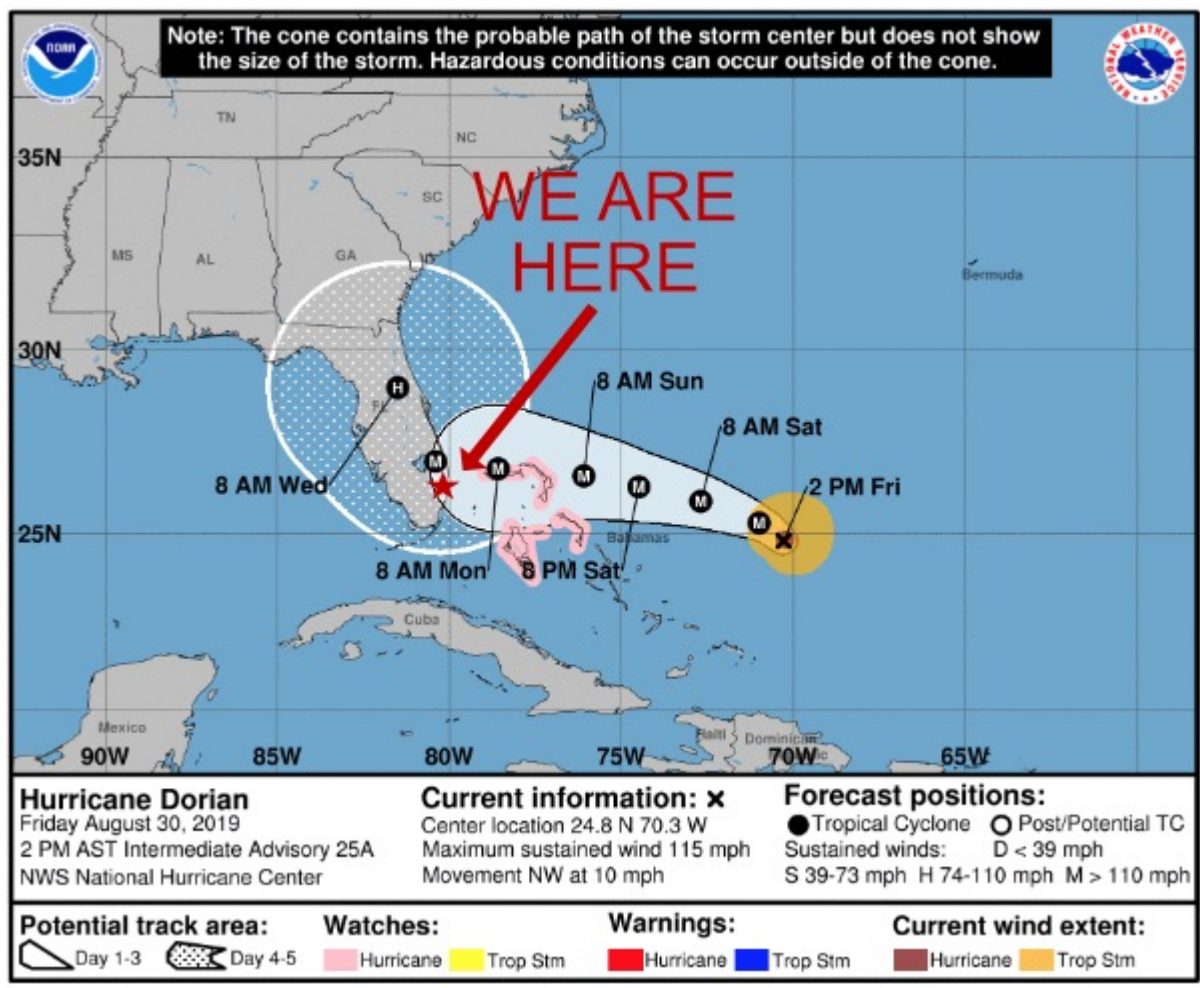 Note: The cone contains the probable path of the storm center but does not show
the size of the storm. Hazardous conditions can occur outside of the cone.
NOAA
NATIONAL WEATHER SERVICE
TN
NC
35N
WE ARE
HERE
SC
MS
AL
GA
Bermuda
30N
8 AM Sun
H
FL
8 AM Sat
M
M
M
8 AM Wed
M
M
2 PM Fri
M
25N
Bahamas
8 AM Mon
8 PM Sat
Cuba
Mexico
Haiti
Dominican
90W
85W
80W
75W
70W
65W
Hurricane Dorian
Friday August 30, 2019
2 PM AST Intermediate Advisory 25A
NWS National Hurricane Center
Current information: x
Center location 24.8 N 70.3 W
Maximum sustained wind 115 mph
Movement NW at 10 mph
Forecast positions:
Tropical Cyclone Post/Potential TC
Sustained winds: D < 39 mph
S 39-73 mph H 74-110 mph M > 110 mph
Potential track area:
Day 1-3 Day 4-5
Watches:
Hurricane Trop Stm
Warnings:
Hurricane Trop Stm
Current wind extent:
Hurricane Trop Stm